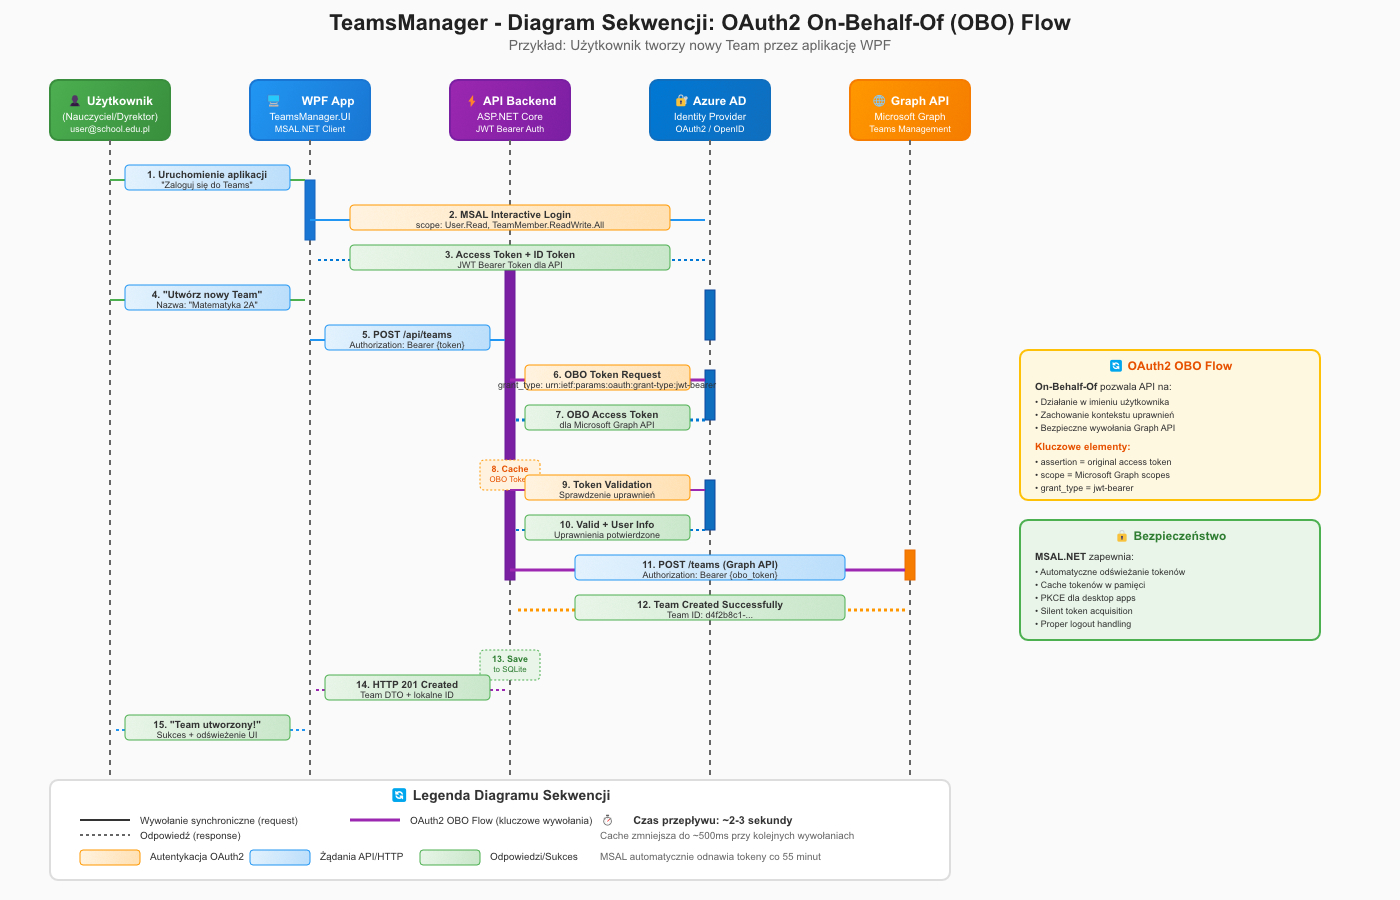 TeamsManager - Diagram Sekwencji: OAuth2 On-Behalf-Of (OBO) Flow
Przykład: Użytkownik tworzy nowy Team przez aplikację WPF
Użytkownik
(Nauczyciel/Dyrektor)
user@school.edu.pl
WPF App
TeamsManager.UI
MSAL.NET Client
API Backend
ASP.NET Core
JWT Bearer Auth
Azure AD
Identity Provider
OAuth2 / OpenID
Graph API
Microsoft Graph
Teams Management
1. Uruchomienie aplikacji
"Zaloguj się do Teams"
2. MSAL Interactive Login
scope: User.Read, TeamMember.ReadWrite.All
3. Access Token + ID Token
JWT Bearer Token dla API
4. "Utwórz nowy Team"
Nazwa: "Matematyka 2A"
5. POST /api/teams
Authorization: Bearer {token}
6. OBO Token Request
grant_type: urn:ietf:params:oauth:grant-type:jwt-bearer
7. OBO Access Token
dla Microsoft Graph API
8. Cache
OBO Token
9. Token Validation
Sprawdzenie uprawnień
10. Valid + User Info
Uprawnienia potwierdzone
11. POST /teams (Graph API)
Authorization: Bearer {obo_token}
12. Team Created Successfully
Team ID: d4f2b8c1-...
13. Save
to SQLite
14. HTTP 201 Created
Team DTO + lokalne ID
15. "Team utworzony!"
Sukces + odświeżenie UI
OAuth2 OBO Flow
On-Behalf-Of pozwala API na:
• Działanie w imieniu użytkownika
• Zachowanie kontekstu uprawnień
• Bezpieczne wywołania Graph API
Kluczowe elementy:
• assertion = original access token
• scope = Microsoft Graph scopes
• grant_type = jwt-bearer
Bezpieczeństwo
MSAL.NET zapewnia:
• Automatyczne odświeżanie tokenów
• Cache tokenów w pamięci
• PKCE dla desktop apps
• Silent token acquisition
• Proper logout handling
Legenda Diagramu Sekwencji
Wywołanie synchroniczne (request)
OAuth2 OBO Flow (kluczowe wywołania)
Czas przepływu: ~2-3 sekundy
Odpowiedź (response)
Cache zmniejsza do ~500ms przy kolejnych wywołaniach
Autentykacja OAuth2
Żądania API/HTTP
Odpowiedzi/Sukces
MSAL automatycznie odnawia tokeny co 55 minut